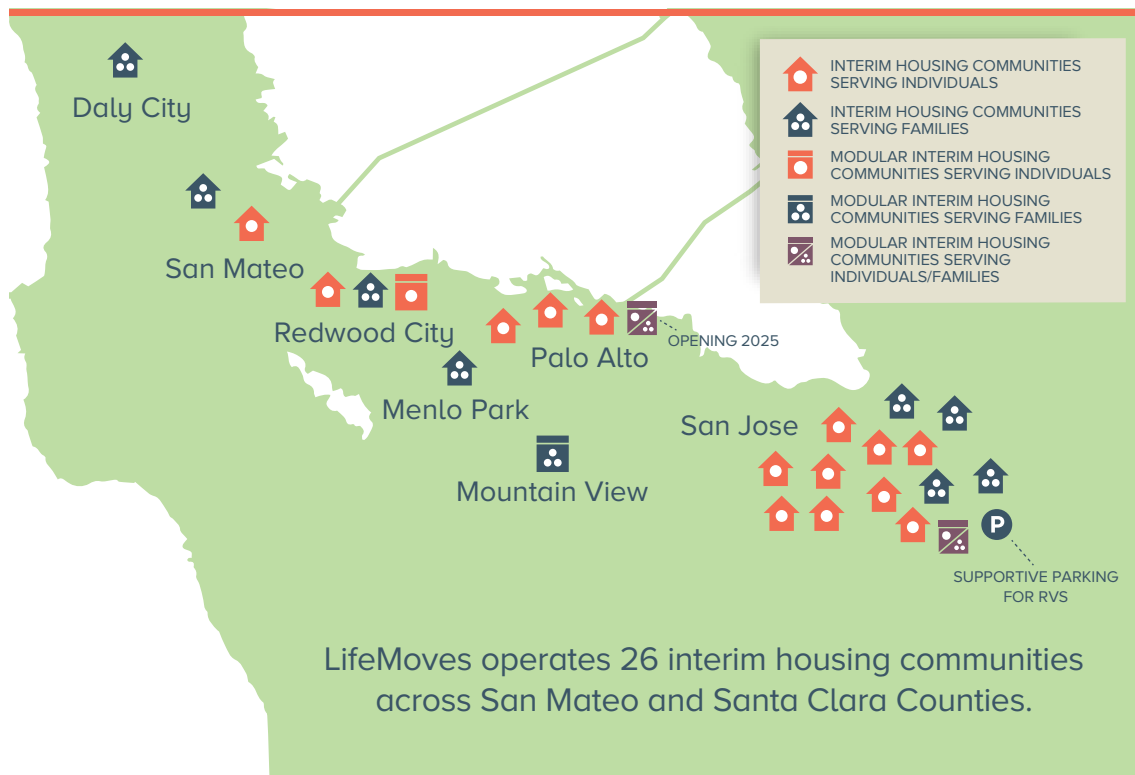 INTERIM HOUSING COMMUNITIES
SERVING INDIVIDUALS
INTERIM HOUSING COMMUNITIES
SERVING FAMILIES
MODULAR INTERIM HOUSING
COMMUNITIES SERVING INDIVIDUALS
MODULAR INTERIM HOUSING
COMMUNITIES SERVING FAMILIES
MODULAR INTERIM HOUSING
COMMUNITIES SERVING
INDIVIDUALS/FAMILIES
Daly City
San Mateo
Redwood City
OPENING 2025
Palo Alto
Menlo Park
San Jose
Mountain View
P
SUPPORTIVE PARKING
FOR RVS
LifeMoves operates 26 interim housing communities
across San Mateo and Santa Clara Counties.